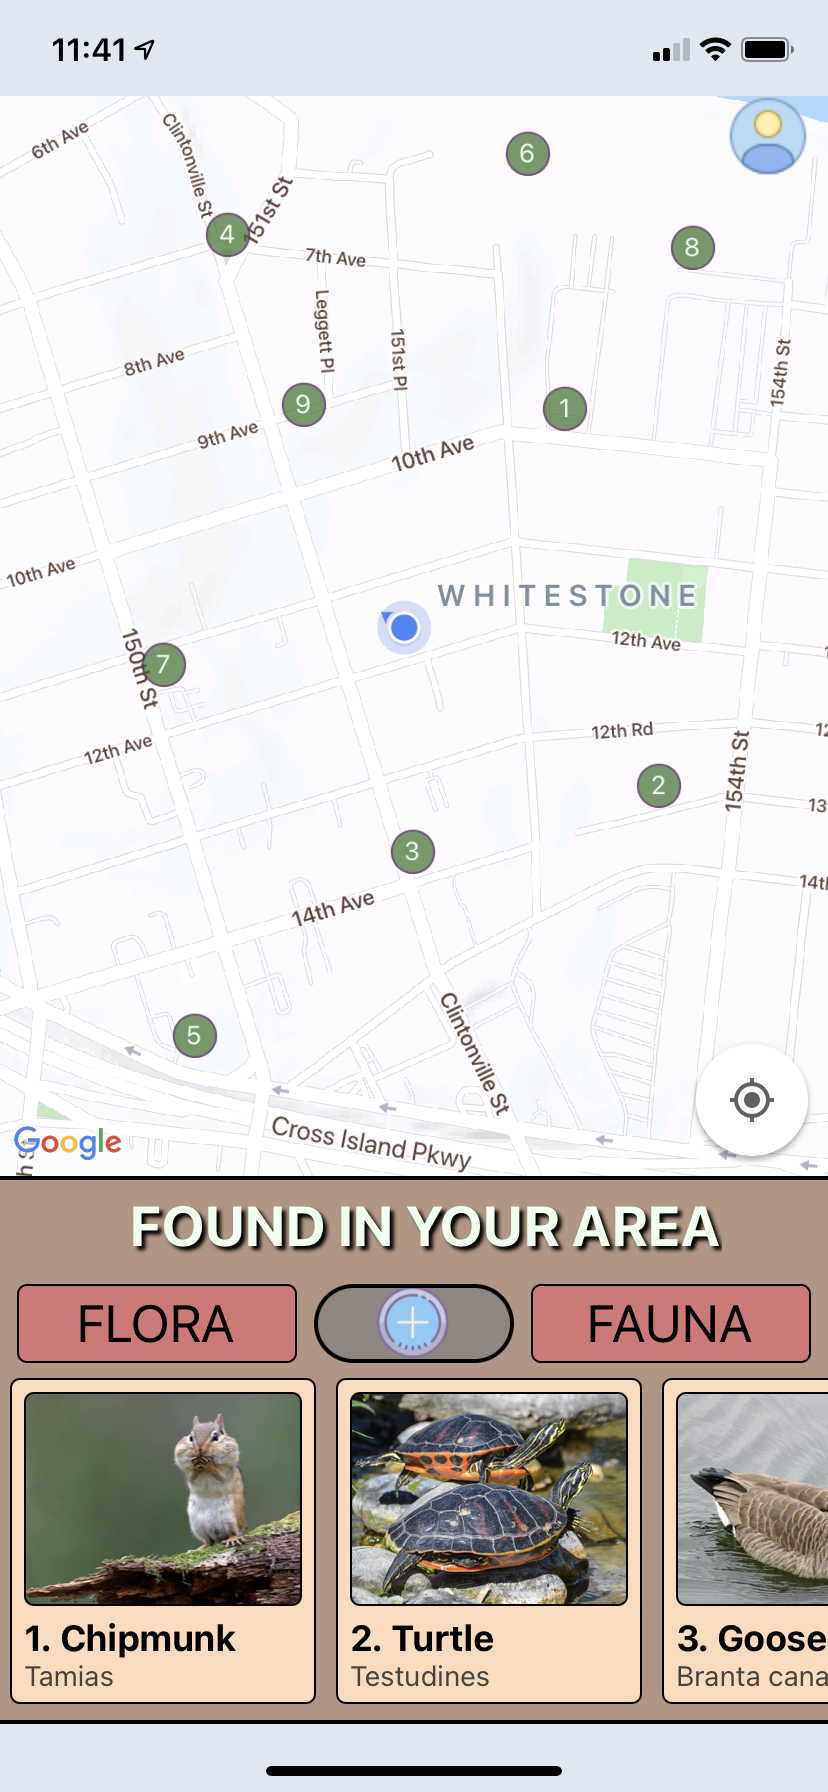 11:41
6th Ave
Clintonville St
6
151st St
4
8
7th Ave
Leggett Pl
151st Pl
154th St
8th Ave
9
1
9th Ave
10th Ave
10th Ave
WHITESTONE
150th St
12th Ave
7
12th Ave
12th Rd
154th St
2
13
3
14th Ave
14th
Clintonville St
5
Cross Island Pkwy
Google
FOUND IN YOUR AREA
FLORA
FAUNA
1. Chipmunk
Tamias
2. Turtle
Testudines
3. Goose
Branta cana